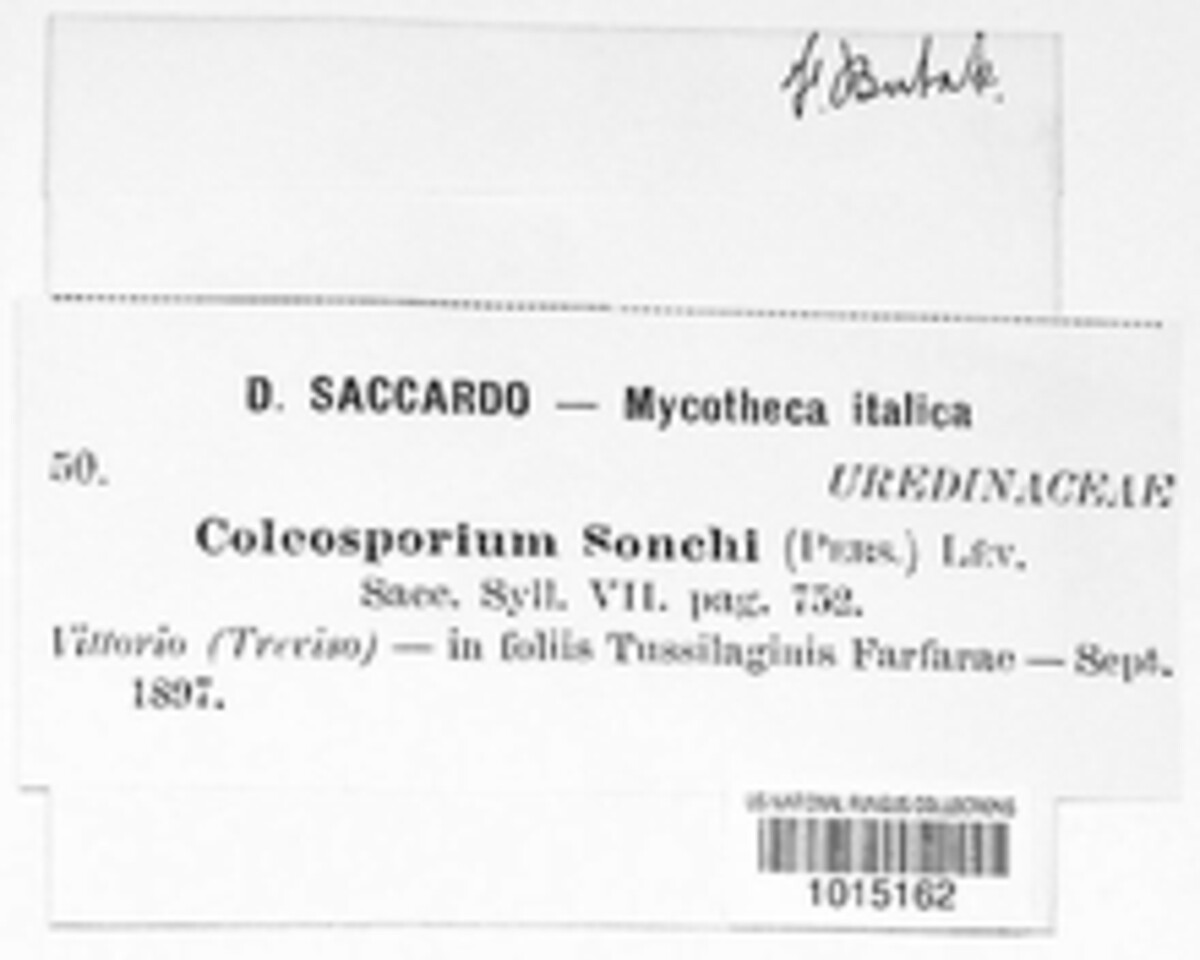 D. SACCARDO — Mycotheca italica
50.
UREDINACEAE
Coleosporium Sonchi (PERS.) LÉV.
Sacc. Syll. VII. pag. 752.
Vittorio (Treviso) — in foliis Tussilaginis Farfarae — Sept.
1897.
US NATIONAL FUNGUS COLLECTIONS
1015162